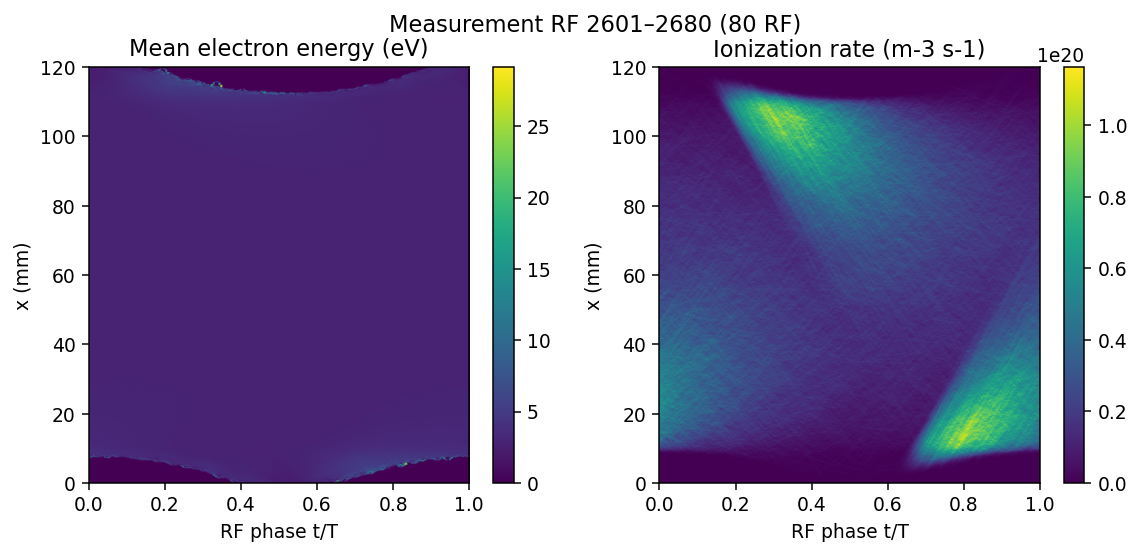 Measurement RF 2601–2680 (80 RF)
Mean electron energy (eV)
120
100
80
60
40
20
0
x (mm)
0.0 0.2 0.4 0.6 0.8 1.0
RF phase t/T
25
20
15
10
5
0
Ionization rate (m-3 s-1)
120
100
80
60
40
20
0
x (mm)
0.0 0.2 0.4 0.6 0.8 1.0
RF phase t/T
1e20
1.0
0.8
0.6
0.4
0.2
0.0